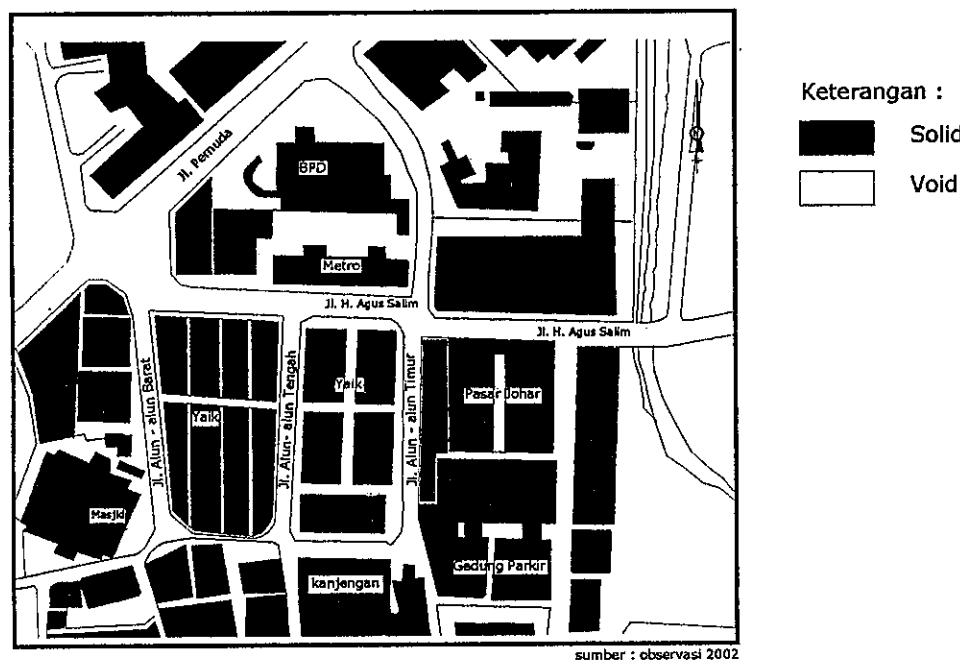 Keterangan :
Solid
Void
Jl. Pemuda
BPD
Metro
Jl. H. Agus Salim
Jl. H. Agus Salim
Jl. Alun - alun Barat
Yaik
Jl. Alun- alun Tengah
Yaik
Jl. Alun - alun Timur
Pasar Johar
Masjid
kanjengan
Gedung Parkir
sumber : observasi 2002